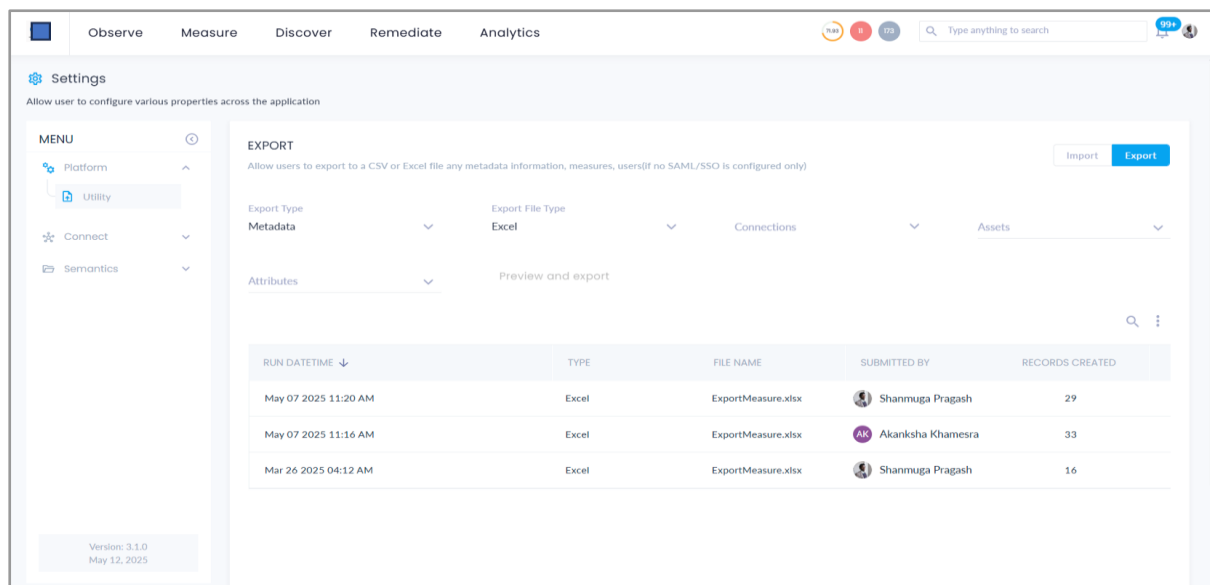 Observe Measure Discover Remediate Analytics 71.93 11 173 Type anything to search 99+
Settings
Allow user to configure various properties across the application
MENU
Platform
Utility
Connect
Semantics
Version: 3.1.0
May 12, 2025
EXPORT
Allow users to export to a CSV or Excel file any metadata information, measures, users(if no SAML/SSO is configured only)
Import Export
Export Type Export File Type
Metadata Excel Connections Assets
Attributes Preview and export
RUN DATETIME TYPE FILE NAME SUBMITTED BY RECORDS CREATED
May 07 2025 11:20 AM Excel ExportMeasure.xlsx Shanmuga Pragash 29
May 07 2025 11:16 AM Excel ExportMeasure.xlsx AK Akanksha Khamesra 33
Mar 26 2025 04:12 AM Excel ExportMeasure.xlsx Shanmuga Pragash 16